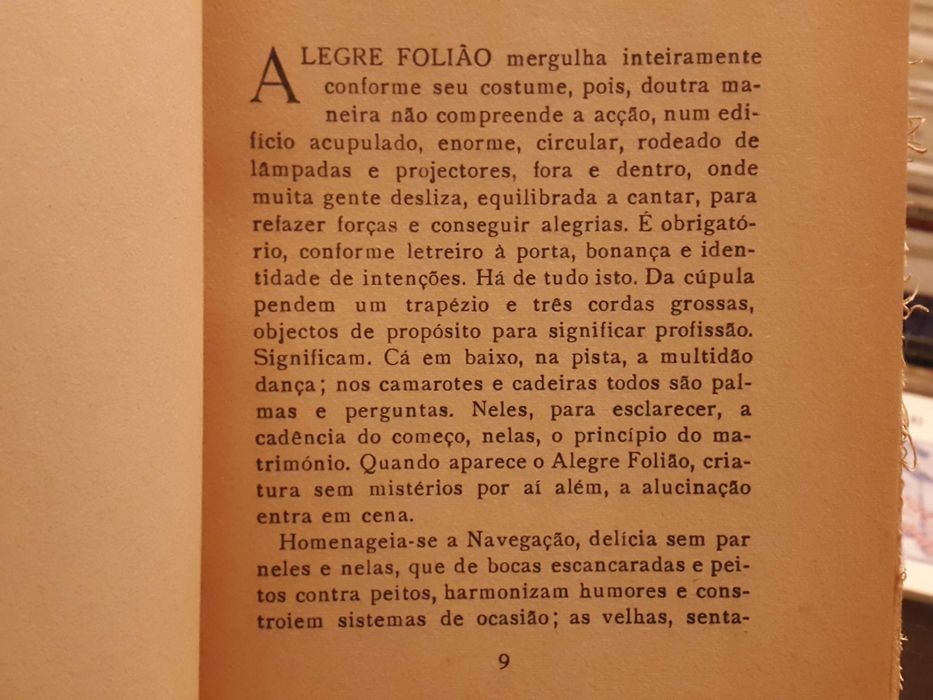 ALEGRE FOLIÃO mergulha inteiramente
conforme seu costume, pois, doutra ma-
neira não compreende a acção, num edi-
fício acupulado, enorme, circular, rodeado de
lâmpadas e projectores, fora e dentro, onde
muita gente desliza, equilibrada a cantar, para
refazer forças e conseguir alegrias. É obrigató-
rio, conforme letreiro à porta, bonança e iden-
tidade de intenções. Há de tudo isto. Da cúpula
pendem um trapézio e três cordas grossas,
objectos de propósito para significar profissão.
Significam. Cá em baixo, na pista, a multidão
dança; nos camarotes e cadeiras todos são pal-
mas e perguntas. Neles, para esclarecer, a
cadência do começo, nelas, o princípio do ma-
trimónio. Quando aparece o Alegre Folião, cria-
tura sem mistérios por aí além, a alucinação
entra em cena.
Homenageia-se a Navegação, delícia sem par
neles e nelas, que de bocas escancaradas e pei-
tos contra peitos, harmonizam humores e cons-
troiem sistemas de ocasião; as velhas, senta-
9